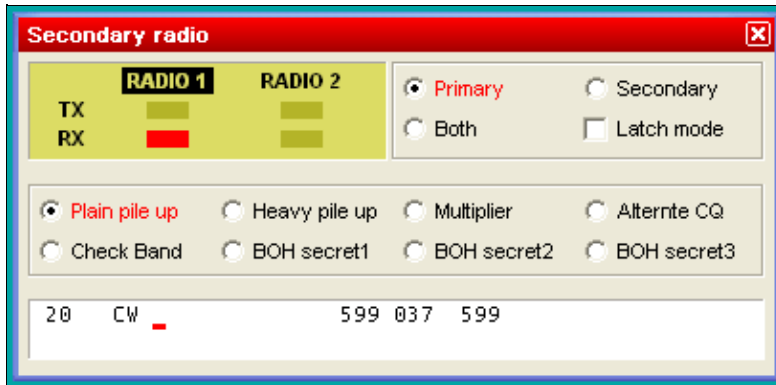 Secondary radio
RADIO 1 RADIO 2
TX
RX
Primary Secondary
Both Latch mode
Plain pile up Heavy pile up Multiplier Alternte CQ
Check Band BOH secret1 BOH secret2 BOH secret3
20 CW 599 037 599